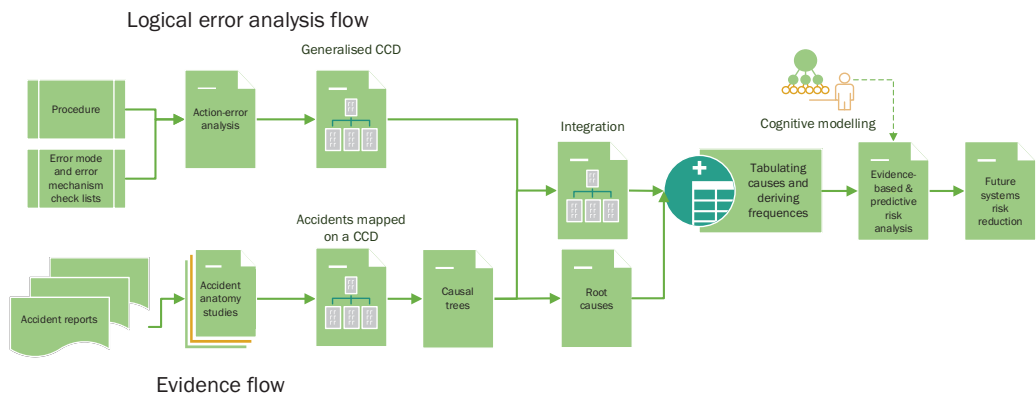 Logical error analysis flow
Generalised CCD
Procedure
Action-error
analysis
Error mode
and error
mechanism
check lists
Integration
Cognitive modelling
Tabulating
causes and
deriving
frequences
Evidence-
based &
predictive
risk
analysis
Future
systems
risk
reduction
Accidents mapped
on a CCD
Accident reports
Accident
anatomy
studies
Causal
trees
Root
causes
Evidence flow